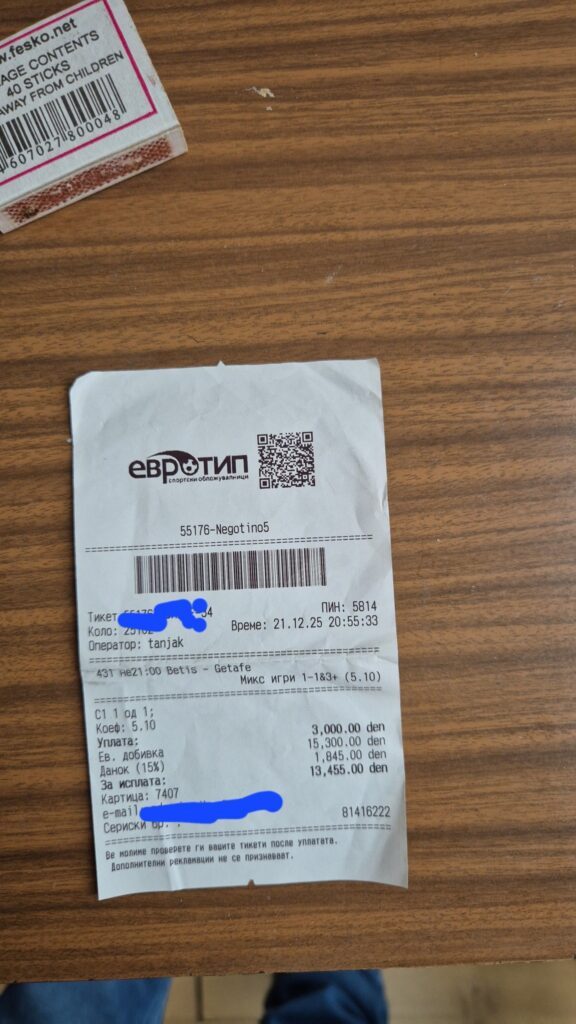 w.fesko.net
AGE CONTENTS
40 STICKS
AWAY FROM CHILDREN
4607027800048
евротип
спортски обложувалници
55176-Negotino5
Тикет
ПИН: 5814
Коло:
Време: 21.12.25 20:55:33
Оператор: tanjak
431 не21:00 Betis - Getafe
Микс игри 1-1&3+ (5.10)
С1 1 од 1;
Коеф: 5,10
Уплата: 3,000.00 den
Ев. добивка 15,300.00 den
Данок (15%) 1,845.00 den
За исплата: 13,455.00 den
Картица: 7407
e-mail
Сериски бр. 81416222
Ве молиме проверете ги вашите тикети после уплатата.
Дополнителни рекламации не се признаваат.